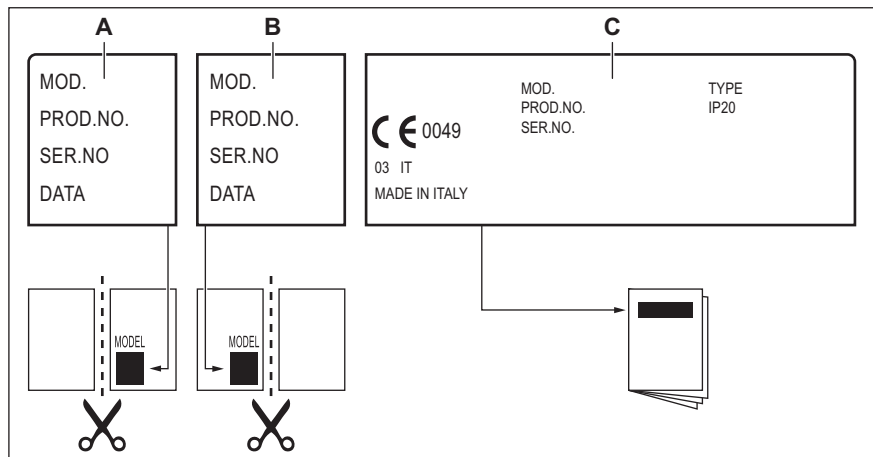 A
B
C
MOD.
PROD.NO.
SER.NO
DATA
MOD.
PROD.NO.
SER.NO
DATA
MOD.
PROD.NO.
SER.NO.
TYPE
IP20
CE 0049
03 IT
MADE IN ITALY
MODEL
MODEL